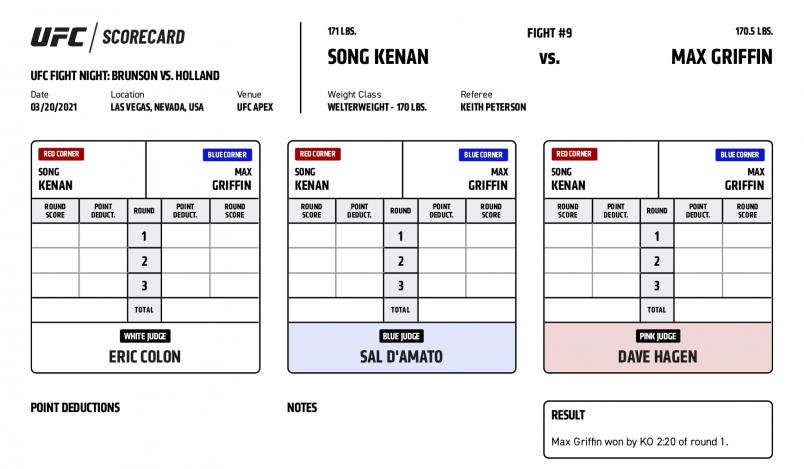 UFC / SCORECARD
UFC FIGHT NIGHT: BRUNSON VS. HOLLAND
Date Location Venue
03/20/2021 LAS VEGAS, NEVADA, USA UFC APEX
171 LBS. FIGHT #9 170.5 LBS.
SONG KENAN VS. MAX GRIFFIN
Weight Class Referee
WELTERWEIGHT - 170 LBS. KEITH PETERSON
RED CORNER BLUE CORNER
SONG MAX
KENAN GRIFFIN
ROUND SCORE POINT DEDUCT. ROUND POINT DEDUCT. ROUND SCORE
1
2
3
TOTAL
WHITE JUDGE
ERIC COLON
RED CORNER BLUE CORNER
SONG MAX
KENAN GRIFFIN
ROUND SCORE POINT DEDUCT. ROUND POINT DEDUCT. ROUND SCORE
1
2
3
TOTAL
BLUE JUDGE
SAL D'AMATO
RED CORNER BLUE CORNER
SONG MAX
KENAN GRIFFIN
ROUND SCORE POINT DEDUCT. ROUND POINT DEDUCT. ROUND SCORE
1
2
3
TOTAL
PINK JUDGE
DAVE HAGEN
POINT DEDUCTIONS
NOTES
RESULT
Max Griffin won by KO 2:20 of round 1.